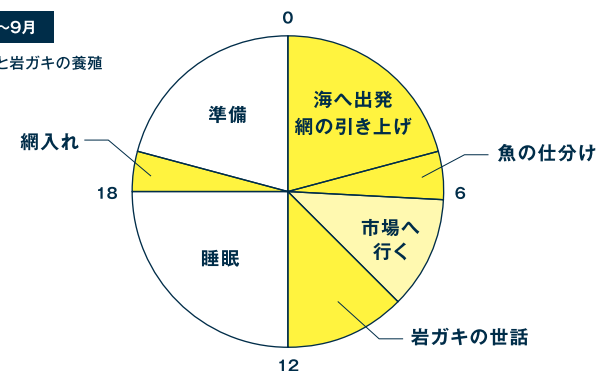 〜9月
と岩ガキの養殖
0
海へ出発
網の引き上げ
準備
網入れ
魚の仕分け
18
6
市場へ
行く
睡眠
岩ガキの世話
12